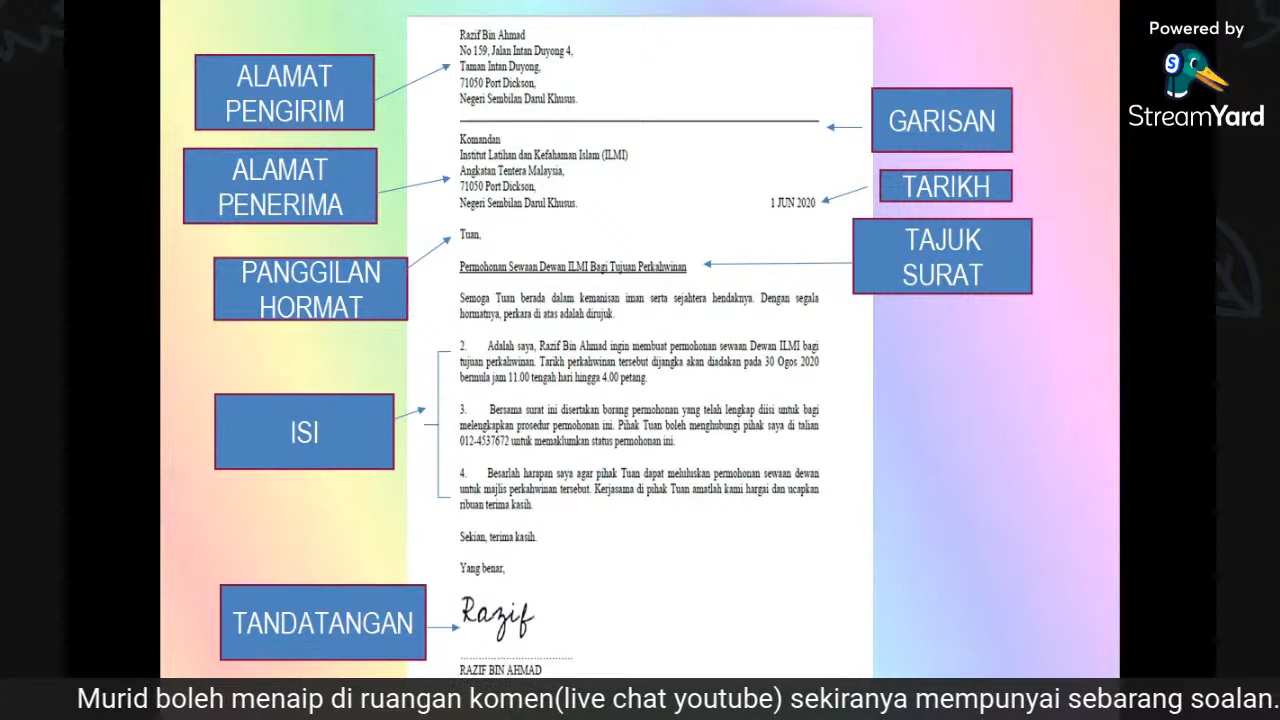 Powered by
StreamYard
ALAMAT
PENGIRIM
ALAMAT
PENERIMA
PANGGILAN
HORMAT
ISI
TANDATANGAN
Razif Bin Ahmad
No 159, Jalan Intan Duyong 4,
Taman Intan Duyong,
71050 Port Dickson,
Negeri Sembilan Darul Khusus.
Komandan
Institut Latihan dan Kefahaman Islam (ILMI)
Angkatan Tentera Malaysia,
71050 Port Dickson,
Negeri Sembilan Darul Khusus. 1 JUN 2020
Tuan,
Permohonan Sewaan Dewan ILMI Bagi Tujuan Perkahwinan
Semoga Tuan berada dalam kemanisan iman serta sejahtera hendaknya. Dengan segala
hormatnya, perkara di atas adalah dirujuk.
2. Adalah saya, Razif Bin Ahmad ingin membuat permohonan sewaan Dewan ILMI bagi
tujuan perkahwinan. Tarikh perkahwinan tersebut dijangka akan diadakan pada 30 Ogos 2020
bermula jam 11.00 tengah hari hingga 4.00 petang.
3. Bersama surat ini disertakan borang permohonan yang telah lengkap diisi untuk bagi
melengkapkan prosedur permohonan ini. Pihak Tuan boleh menghubungi pihak saya di talian
012-4537672 untuk memaklumkan status permohonan ini.
4. Besarlah harapan saya agar pihak Tuan dapat meluluskan permohonan sewaan dewan
untuk majlis perkahwinan tersebut. Kerjasama di pihak Tuan amatlah kami hargai dan ucapkan
ribuan terima kasih.
Sekian, terima kasih.
Yang benar,
Razif
RAZIF BIN AHMAD
GARISAN
TARIKH
TAJUK
SURAT
Murid boleh menaip di ruangan komen(live chat youtube) sekiranya mempunyai sebarang soalan.